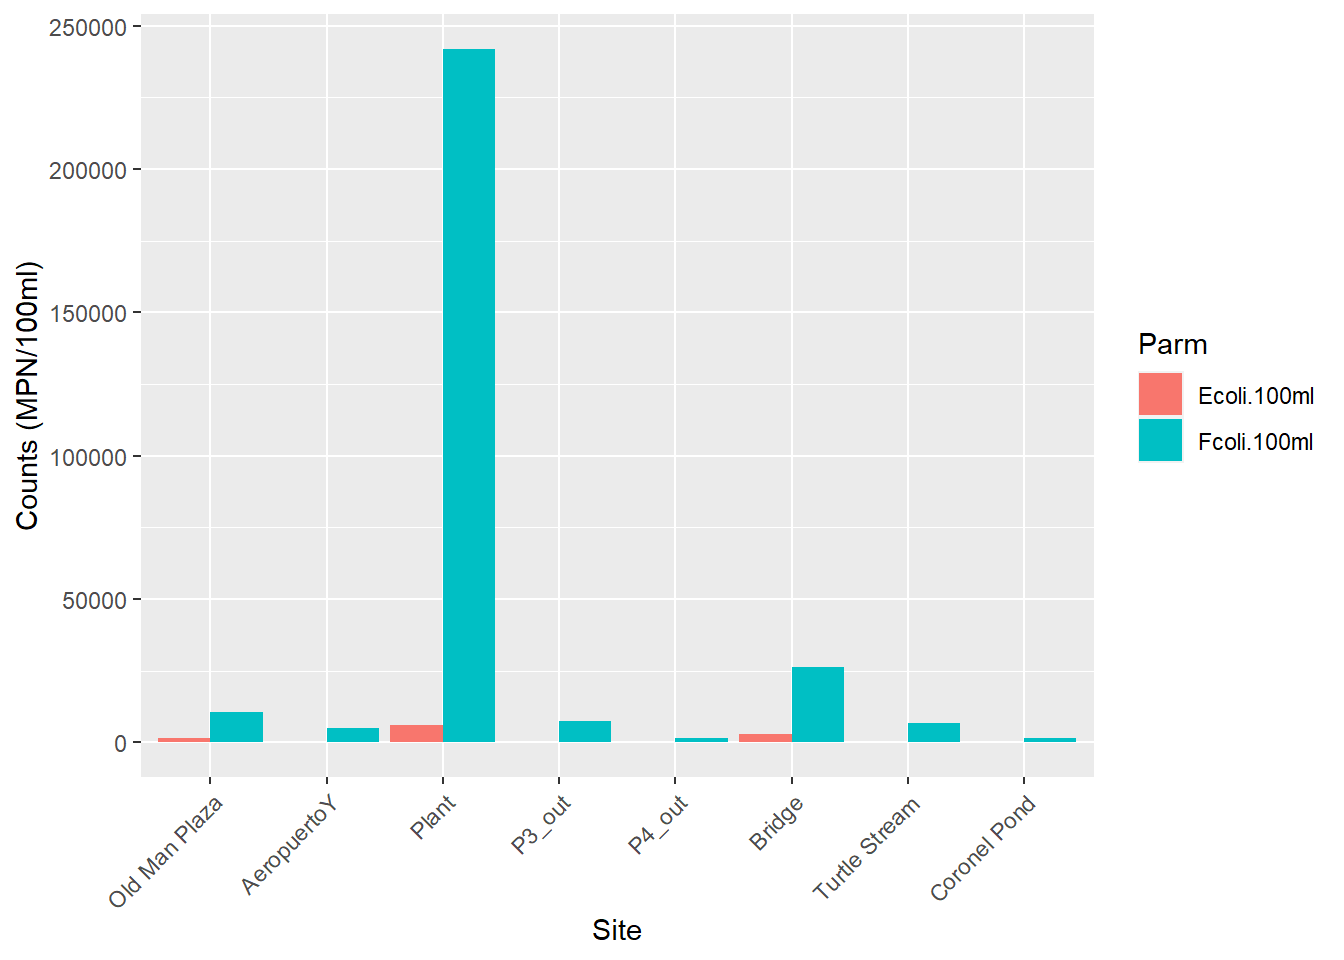 250000
200000
150000
100000
50000
0
Counts (MPN/100ml)
Old Man Plaza
AeropuertoY
Plant
P3_out
P4_out
Bridge
Turtle Stream
Coronel Pond
Site
Parm
Ecoli.100ml
Fcoli.100ml